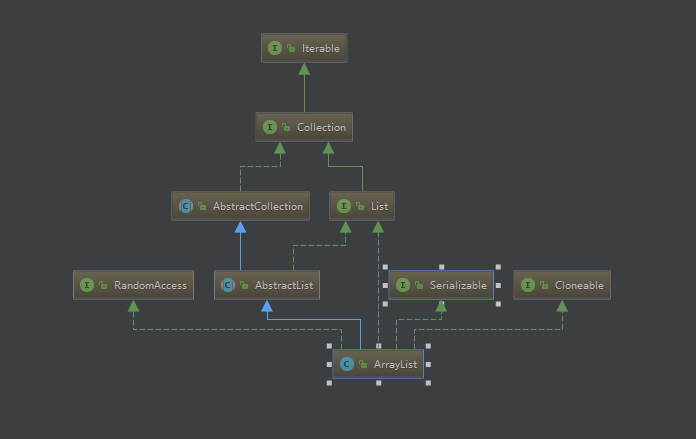 I Iterable
I Collection
C AbstractCollection
I List
I RandomAccess
C AbstractList
I Serializable
I Cloneable
C ArrayList